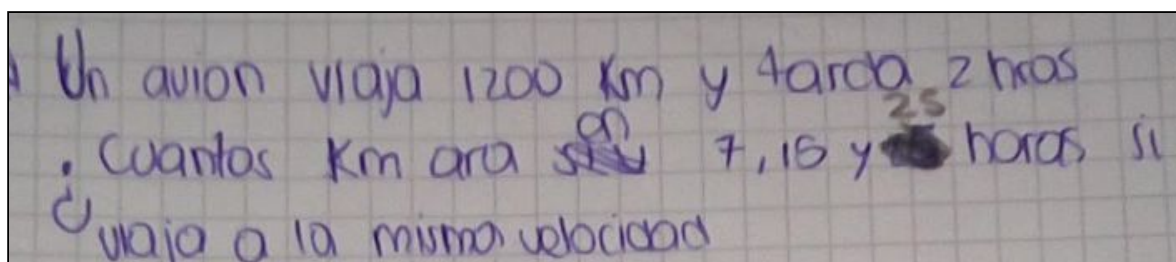 Un avion viaja 1200 Km y tarda 2 hras
¿Cuantos Km ara en 7, 15 y 25 horas si
viaja a la misma velocidad